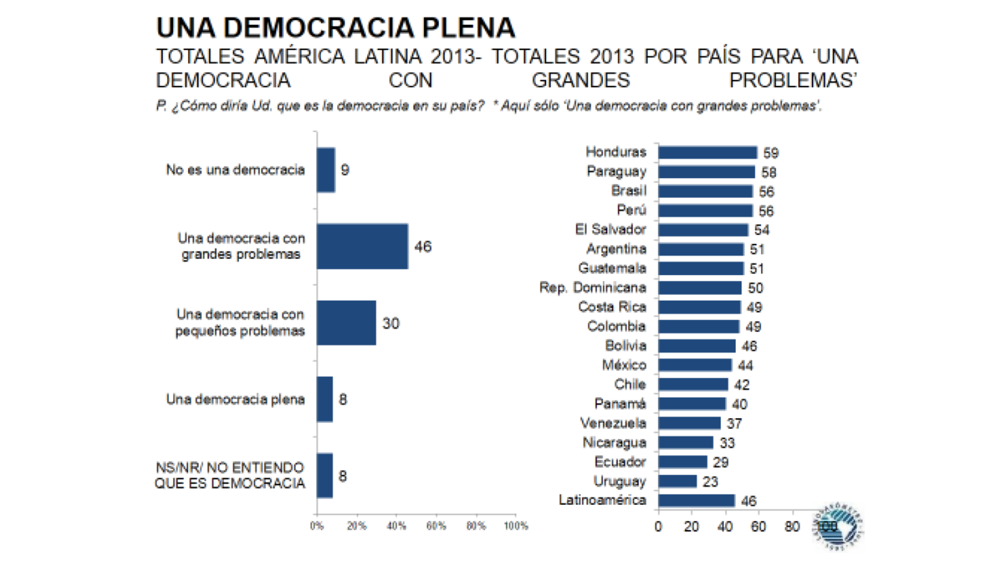 UNA DEMOCRACIA PLENA
TOTALES AMÉRICA LATINA 2013- TOTALES 2013 POR PAÍS PARA ‘UNA
DEMOCRACIA CON GRANDES PROBLEMAS’
P. ¿Cómo diría Ud. que es la democracia en su país? * Aquí sólo ‘Una democracia con grandes problemas’.
No es una democracia 9
Una democracia con
grandes problemas 46
Una democracia con
pequeños problemas 30
Una democracia plena 8
NS/NR/ NO ENTIENDO
QUE ES DEMOCRACIA 8
0% 20% 40% 60% 80% 100%
Honduras 59
Paraguay 58
Brasil 56
Perú 56
El Salvador 54
Argentina 51
Guatemala 51
Rep. Dominicana 50
Costa Rica 49
Colombia 49
Bolivia 46
México 44
Chile 42
Panamá 40
Venezuela 37
Nicaragua 33
Ecuador 29
Uruguay 23
Latinoamérica 46
0 20 40 60 80 100